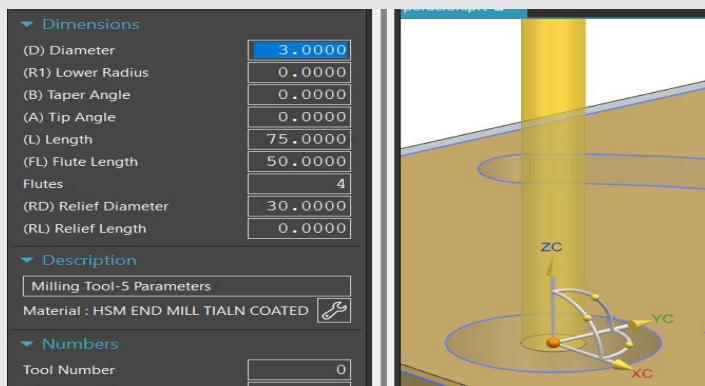 Dimensions
(D) Diameter 3.0000
(R1) Lower Radius 0.0000
(B) Taper Angle 0.0000
(A) Tip Angle 0.0000
(L) Length 75.0000
(FL) Flute Length 50.0000
Flutes 4
(RD) Relief Diameter 30.0000
(RL) Relief Length 0.0000
Description
Milling Tool-5 Parameters
Material : HSM END MILL TIALN COATED
Numbers
Tool Number 0
ZC
YC
XC